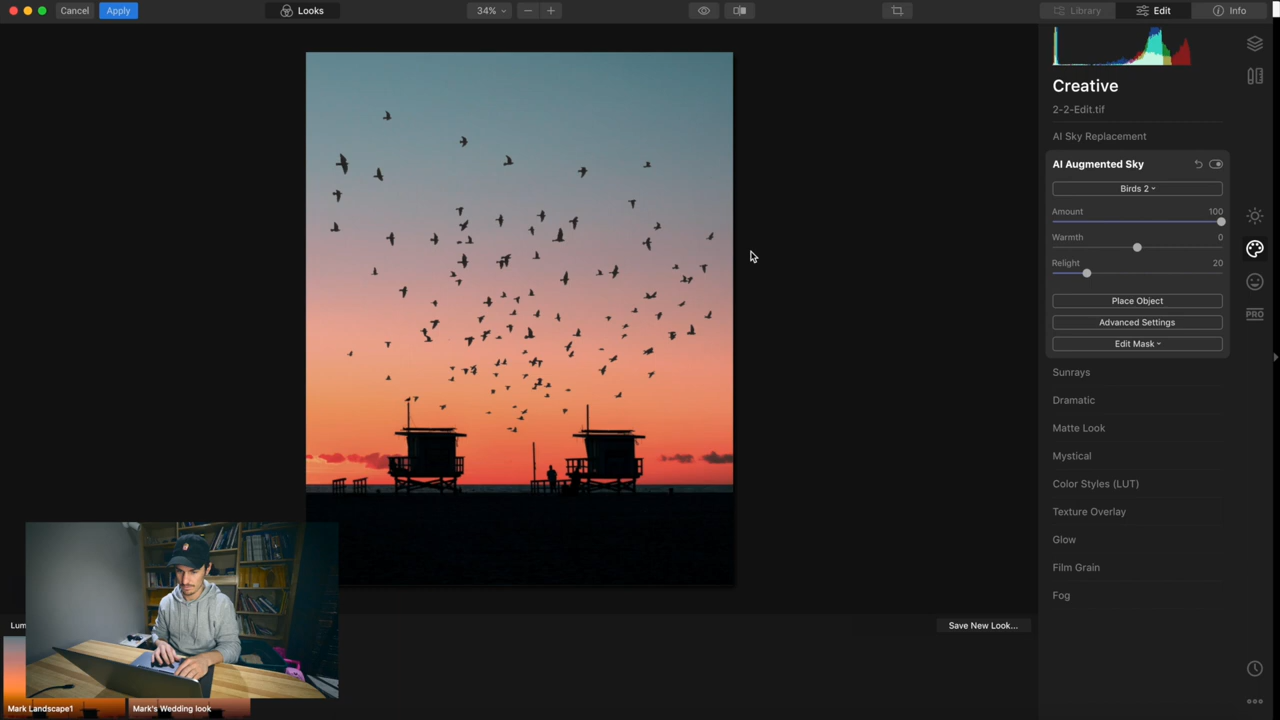 Cancel
Apply
Looks
34%
Library
Edit
Info
Creative
2-2-Edit.tif
AI Sky Replacement
AI Augmented Sky
Birds 2
Amount
100
Warmth
0
Relight
20
Place Object
Advanced Settings
Edit Mask
PRO
Sunrays
Dramatic
Matte Look
Mystical
Color Styles (LUT)
Texture Overlay
Glow
Film Grain
Fog
Lum
Save New Look...
Mark Landscape1
Mark's Wedding look